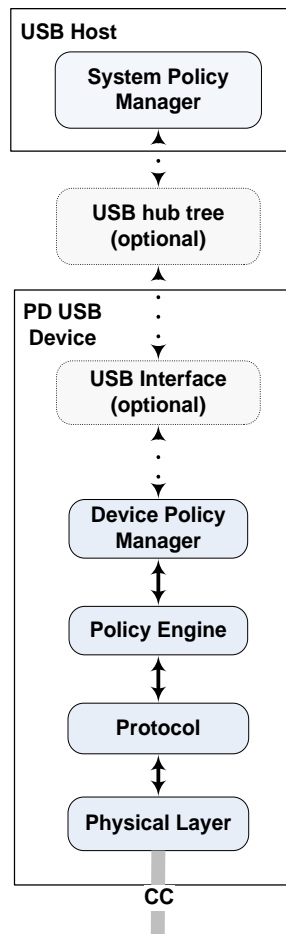 USB Host
System Policy
Manager
USB hub tree
(optional)
PD USB
Device
USB Interface
(optional)
Device Policy
Manager
Policy Engine
Protocol
Physical Layer
CC